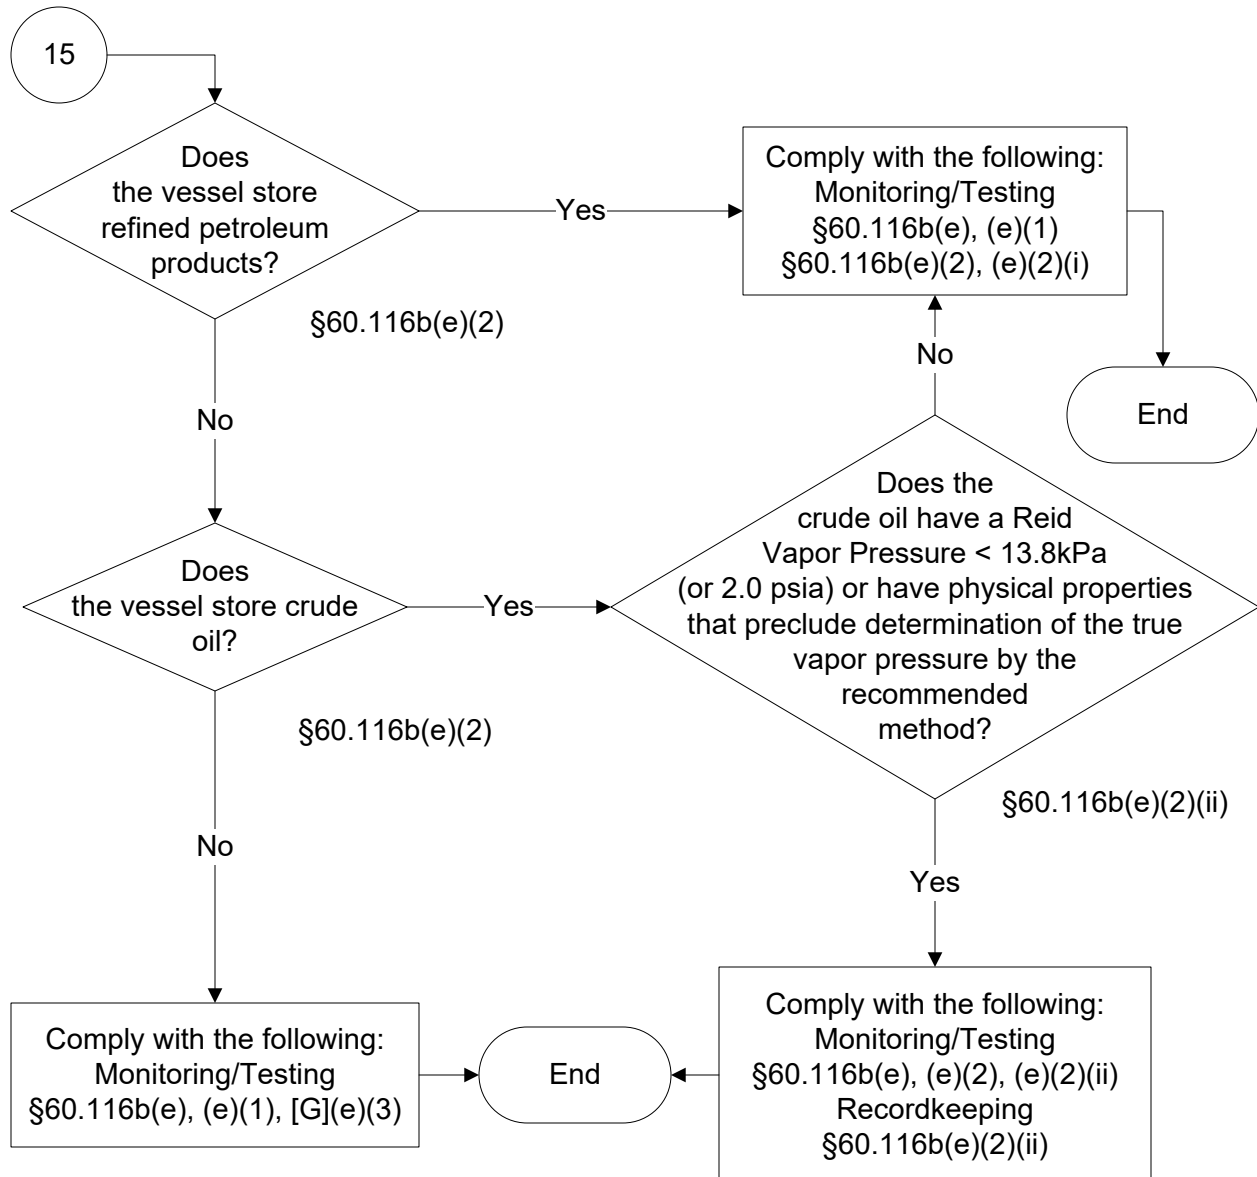 15
Does
the vessel store
refined petroleum
products?
§60.116b(e)(2)
Yes
Comply with the following:
Monitoring/Testing
§60.116b(e), (e)(1)
§60.116b(e)(2), (e)(2)(i)
End
No
No
Does
the vessel store crude
oil?
§60.116b(e)(2)
Yes
Does the
crude oil have a Reid
Vapor Pressure < 13.8kPa
(or 2.0 psia) or have physical properties
that preclude determination of the true
vapor pressure by the
recommended
method?
§60.116b(e)(2)(ii)
No
Yes
Comply with the following:
Monitoring/Testing
§60.116b(e), (e)(1), [G](e)(3)
End
Comply with the following:
Monitoring/Testing
§60.116b(e), (e)(2), (e)(2)(ii)
Recordkeeping
§60.116b(e)(2)(ii)